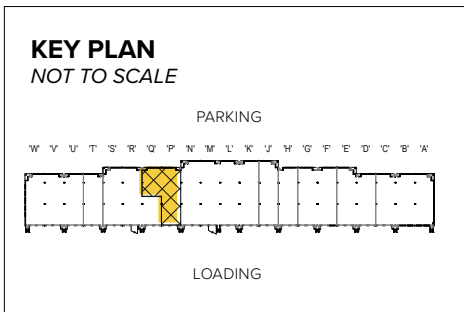 KEY PLAN
NOT TO SCALE
PARKING
'W' 'V' 'U' 'T' 'S' 'R' 'Q' 'P' 'N' 'M' 'L' 'K' 'J' 'H' 'G' 'F' 'E' 'D' 'C' 'B' 'A'
LOADING